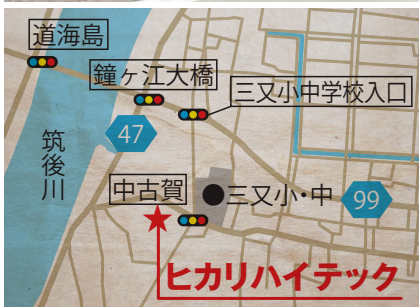 道海島
鐘ヶ江大橋
三又小中学校入口
筑後川
47
中古賀
三又小・中
99
ヒカリハイテック